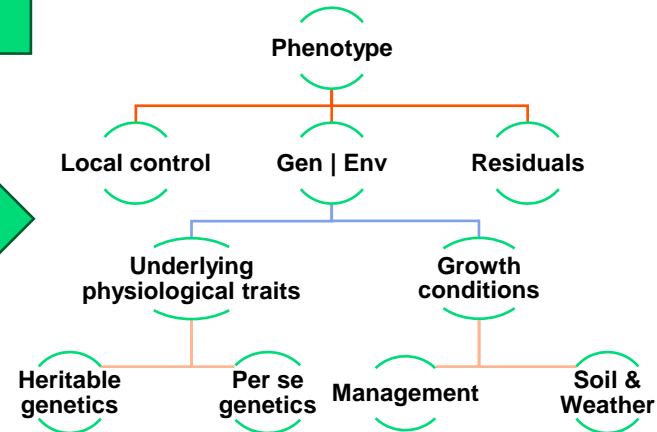 Phenotype
Local control
Gen | Env
Residuals
Underlying
physiological traits
Growth
conditions
Heritable
genetics
Per se
genetics
Management
Soil &
Weather